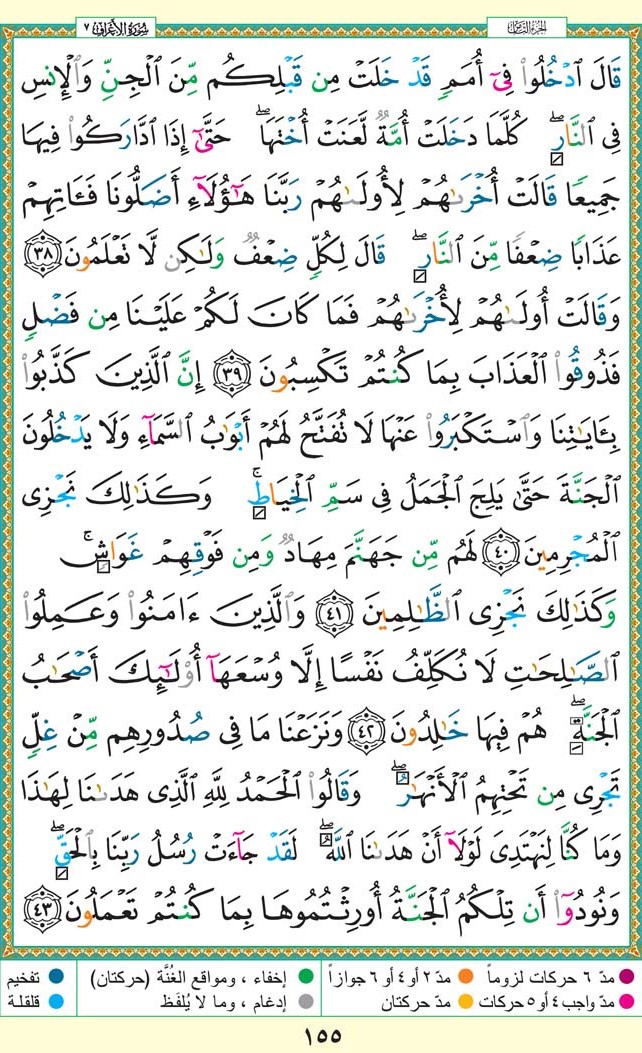 سُورَةُ الأَعْرَافِ ٧
الجزء الثامن
قَالَ ٱدْخُلُوا۟ فِىٓ أُمَمٍۢ قَدْ خَلَتْ مِن قَبْلِكُم مِّنَ ٱلْجِنِّ وَٱلْإِنسِ
فِى ٱلنَّارِ ۖ كُلَّمَا دَخَلَتْ أُمَّةٌۭ لَّعَنَتْ أُخْتَهَا ۖ حَتَّىٰٓ إِذَا ٱدَّارَكُوا۟ فِيهَا
جَمِيعًۭا قَالَتْ أُخْرَىٰهُمْ لِأُولَىٰهُمْ رَبَّنَا هَـٰٓؤُلَآءِ أَضَلُّونَا فَـَٔاتِهِمْ
عَذَابًۭا ضِعْفًۭا مِّنَ ٱلنَّارِ ۖ قَالَ لِكُلٍّۢ ضِعْفٌۭ وَلَـٰكِن لَّا تَعْلَمُونَ ٣٨
وَقَالَتْ أُولَىٰهُمْ لِأُخْرَىٰهُمْ فَمَا كَانَ لَكُمْ عَلَيْنَا مِن فَضْلٍۢ
فَذُوقُوا۟ ٱلْعَذَابَ بِمَا كُنتُمْ تَكْسِبُونَ ٣٩ إِنَّ ٱلَّذِينَ كَذَّبُوا۟
بِـَٔايَـٰتِنَا وَٱسْتَكْبَرُوا۟ عَنْهَا لَا تُفَتَّحُ لَهُمْ أَبْوَٰبُ ٱلسَّمَآءِ وَلَا يَدْخُلُونَ
ٱلْجَنَّةَ حَتَّىٰ يَلِجَ ٱلْجَمَلُ فِى سَمِّ ٱلْخِيَاطِ ۚ وَكَذَٰلِكَ نَجْزِى
ٱلْمُجْرِمِينَ ٤٠ لَهُم مِّن جَهَنَّمَ مِهَادٌۭ وَمِن فَوْقِهِمْ غَوَاشٍۢ ۚ
وَكَذَٰلِكَ نَجْزِى ٱلظَّـٰلِمِينَ ٤١ وَٱلَّذِينَ ءَامَنُوا۟ وَعَمِلُوا۟
ٱلصَّـٰلِحَـٰتِ لَا نُكَلِّفُ نَفْسًا إِلَّا وُسْعَهَآ أُو۟لَـٰٓئِكَ أَصْحَـٰبُ
ٱلْجَنَّةِ ۖ هُمْ فِيهَا خَـٰلِدُونَ ٤٢ وَنَزَعْنَا مَا فِى صُدُورِهِم مِّنْ غِلٍّۢ
تَجْرِى مِن تَحْتِهِمُ ٱلْأَنْهَـٰرُ ۖ وَقَالُوا۟ ٱلْحَمْدُ لِلَّهِ ٱلَّذِى هَدَىٰنَا لِهَـٰذَا
وَمَا كُنَّا لِنَهْتَدِىَ لَوْلَآ أَنْ هَدَىٰنَا ٱللَّهُ ۖ لَقَدْ جَآءَتْ رُسُلُ رَبِّنَا بِٱلْحَقِّ ۖ
وَنُودُوٓا۟ أَن تِلْكُمُ ٱلْجَنَّةُ أُورِثْتُمُوهَا بِمَا كُنتُمْ تَعْمَلُونَ ٤٣
مدّ ٦ حركات لزوماً مدّ ٢ أو ٤ أو ٦ جوازاً إخفاء ، ومواقع الغُنَّة (حركتان) تفخيم
مدّ واجب ٤ أو ٥ حركات مدّ حركتان إدغام ، وما لا يُلفَظ قلقلة
١٥٥